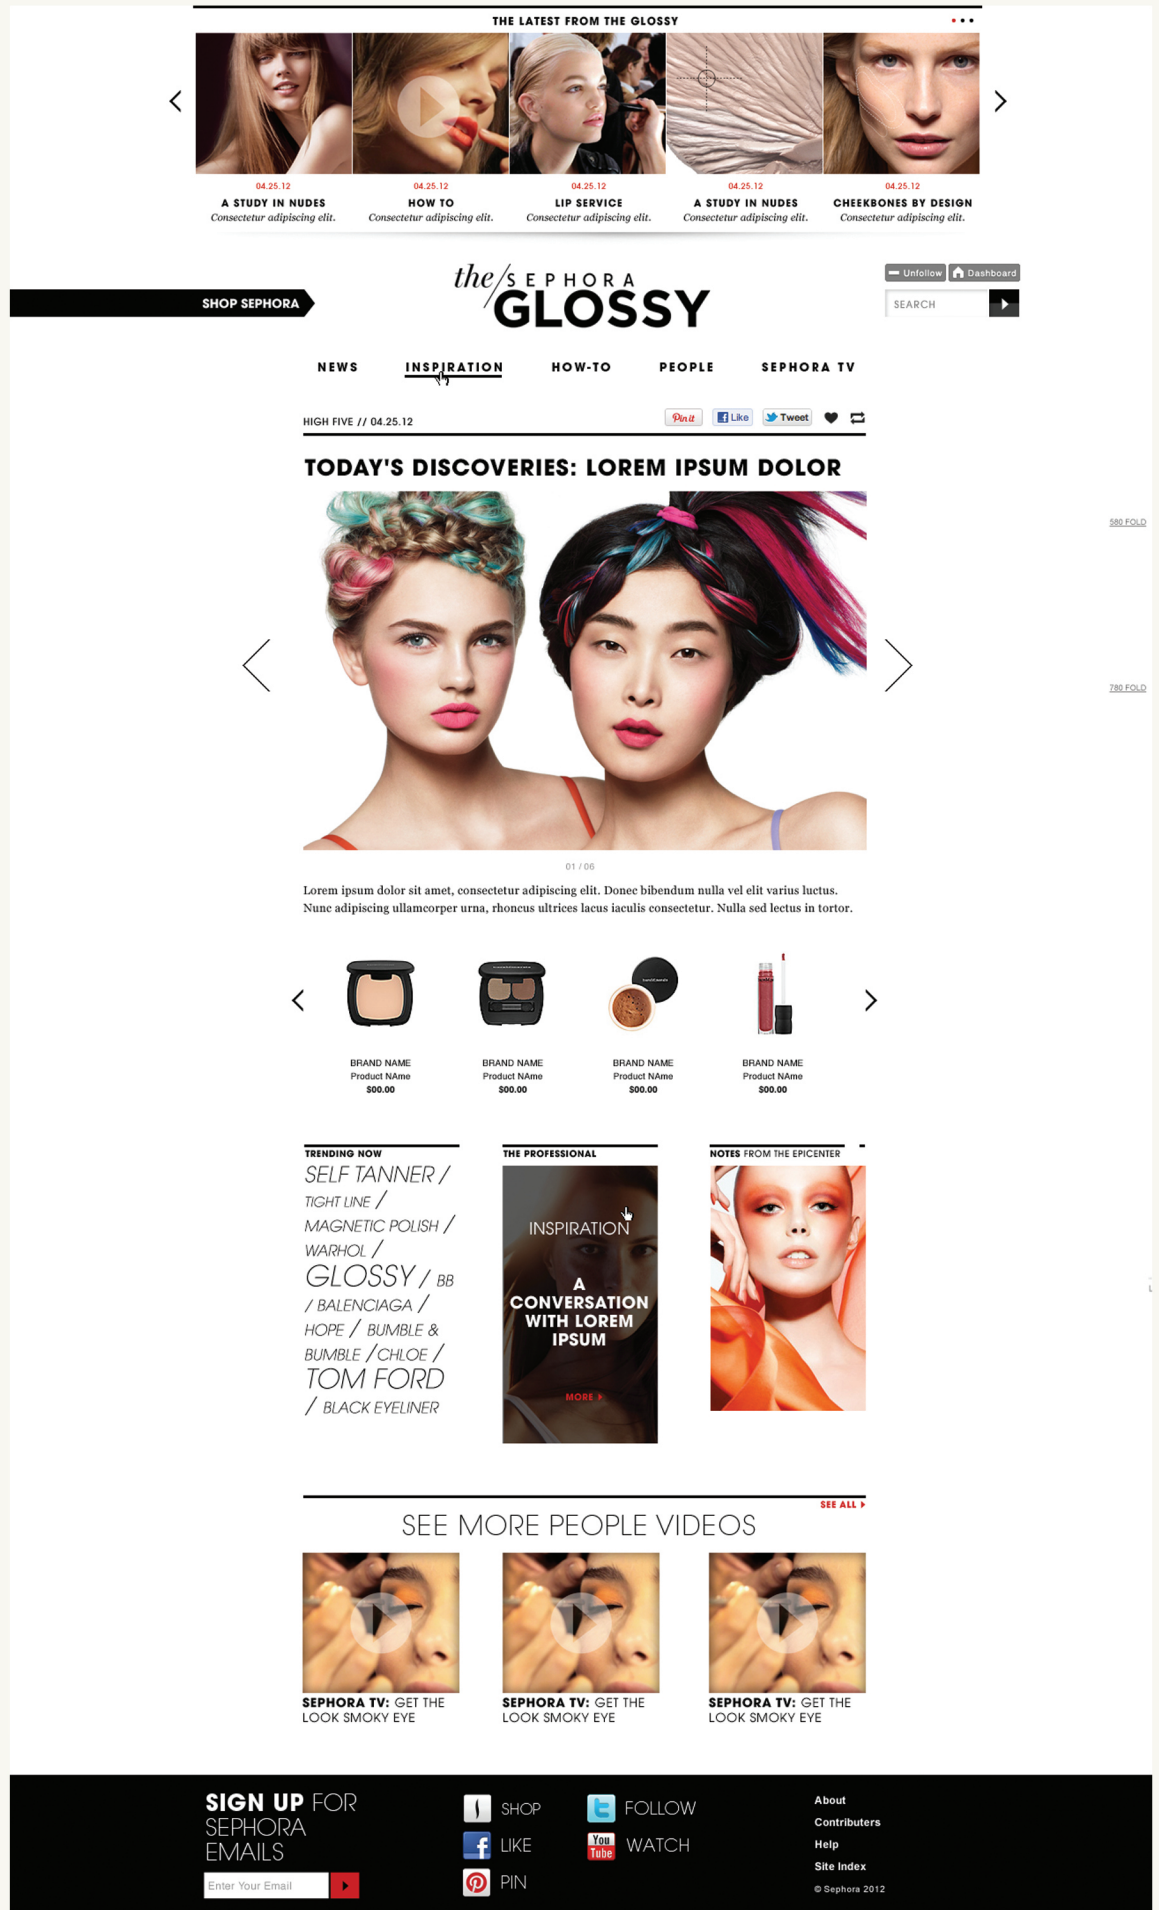 THE LATEST FROM THE GLOSSY
04.25.12
A STUDY IN NUDES
Consectetur adipiscing elit.
04.25.12
HOW TO
Consectetur adipiscing elit.
04.25.12
LIP SERVICE
Consectetur adipiscing elit.
04.25.12
A STUDY IN NUDES
Consectetur adipiscing elit.
04.25.12
CHEEKBONES BY DESIGN
Consectetur adipiscing elit.
SHOP SEPHORA
the/SEPHORA
GLOSSY
Unfollow
Dashboard
SEARCH
NEWS INSPIRATION HOW-TO PEOPLE SEPHORA TV
HIGH FIVE // 04.25.12
Pin it
Like
Tweet
TODAY'S DISCOVERIES: LOREM IPSUM DOLOR
580 FOLD
780 FOLD
01 / 06
Lorem ipsum dolor sit amet, consectetur adipiscing elit. Donec bibendum nulla vel elit varius luctus.
Nunc adipiscing ullamcorper urna, rhoncus ultrices lacus iaculis consectetur. Nulla sed lectus in tortor.
BRAND NAME
Product NAme
$00.00
BRAND NAME
Product NAme
$00.00
BRAND NAME
Product NAme
$00.00
BRAND NAME
Product NAme
$00.00
TRENDING NOW
SELF TANNER /
TIGHT LINE /
MAGNETIC POLISH /
WARHOL /
GLOSSY / BB
/ BALENCIAGA /
HOPE / BUMBLE &
BUMBLE /CHLOE /
TOM FORD
/ BLACK EYELINER
THE PROFESSIONAL
INSPIRATION
A
CONVERSATION
WITH LOREM
IPSUM
MORE
NOTES FROM THE EPICENTER
SEE ALL
SEE MORE PEOPLE VIDEOS
SEPHORA TV: GET THE
LOOK SMOKY EYE
SEPHORA TV: GET THE
LOOK SMOKY EYE
SEPHORA TV: GET THE
LOOK SMOKY EYE
SIGN UP FOR
SEPHORA
EMAILS
Enter Your Email
SHOP
LIKE
PIN
FOLLOW
You
Tube
WATCH
About
Contributers
Help
Site Index
© Sephora 2012